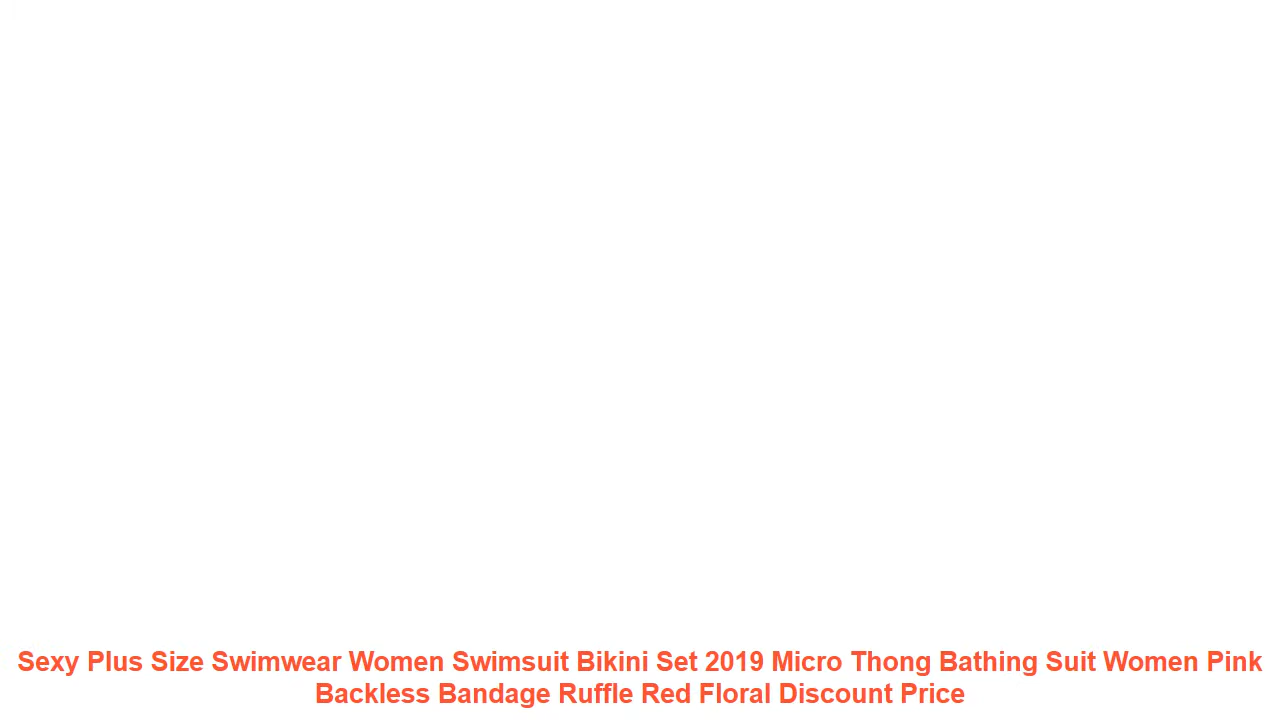 Sexy Plus Size Swimwear Women Swimsuit Bikini Set 2019 Micro Thong Bathing Suit Women Pink
Backless Bandage Ruffle Red Floral Discount Price